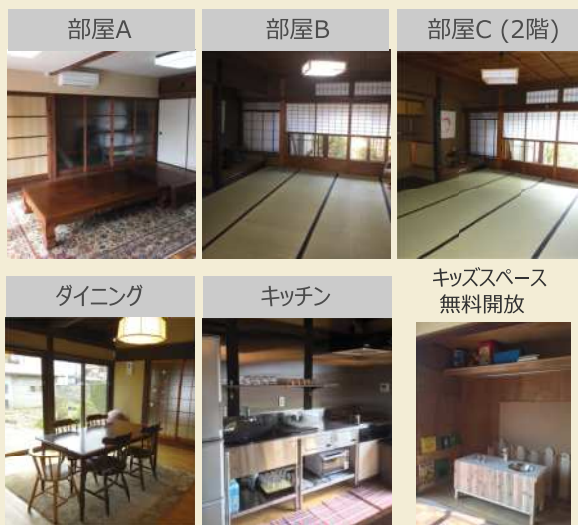 部屋A
部屋B
部屋C (2階)
ダイニング
キッチン
キッズスペース
無料開放